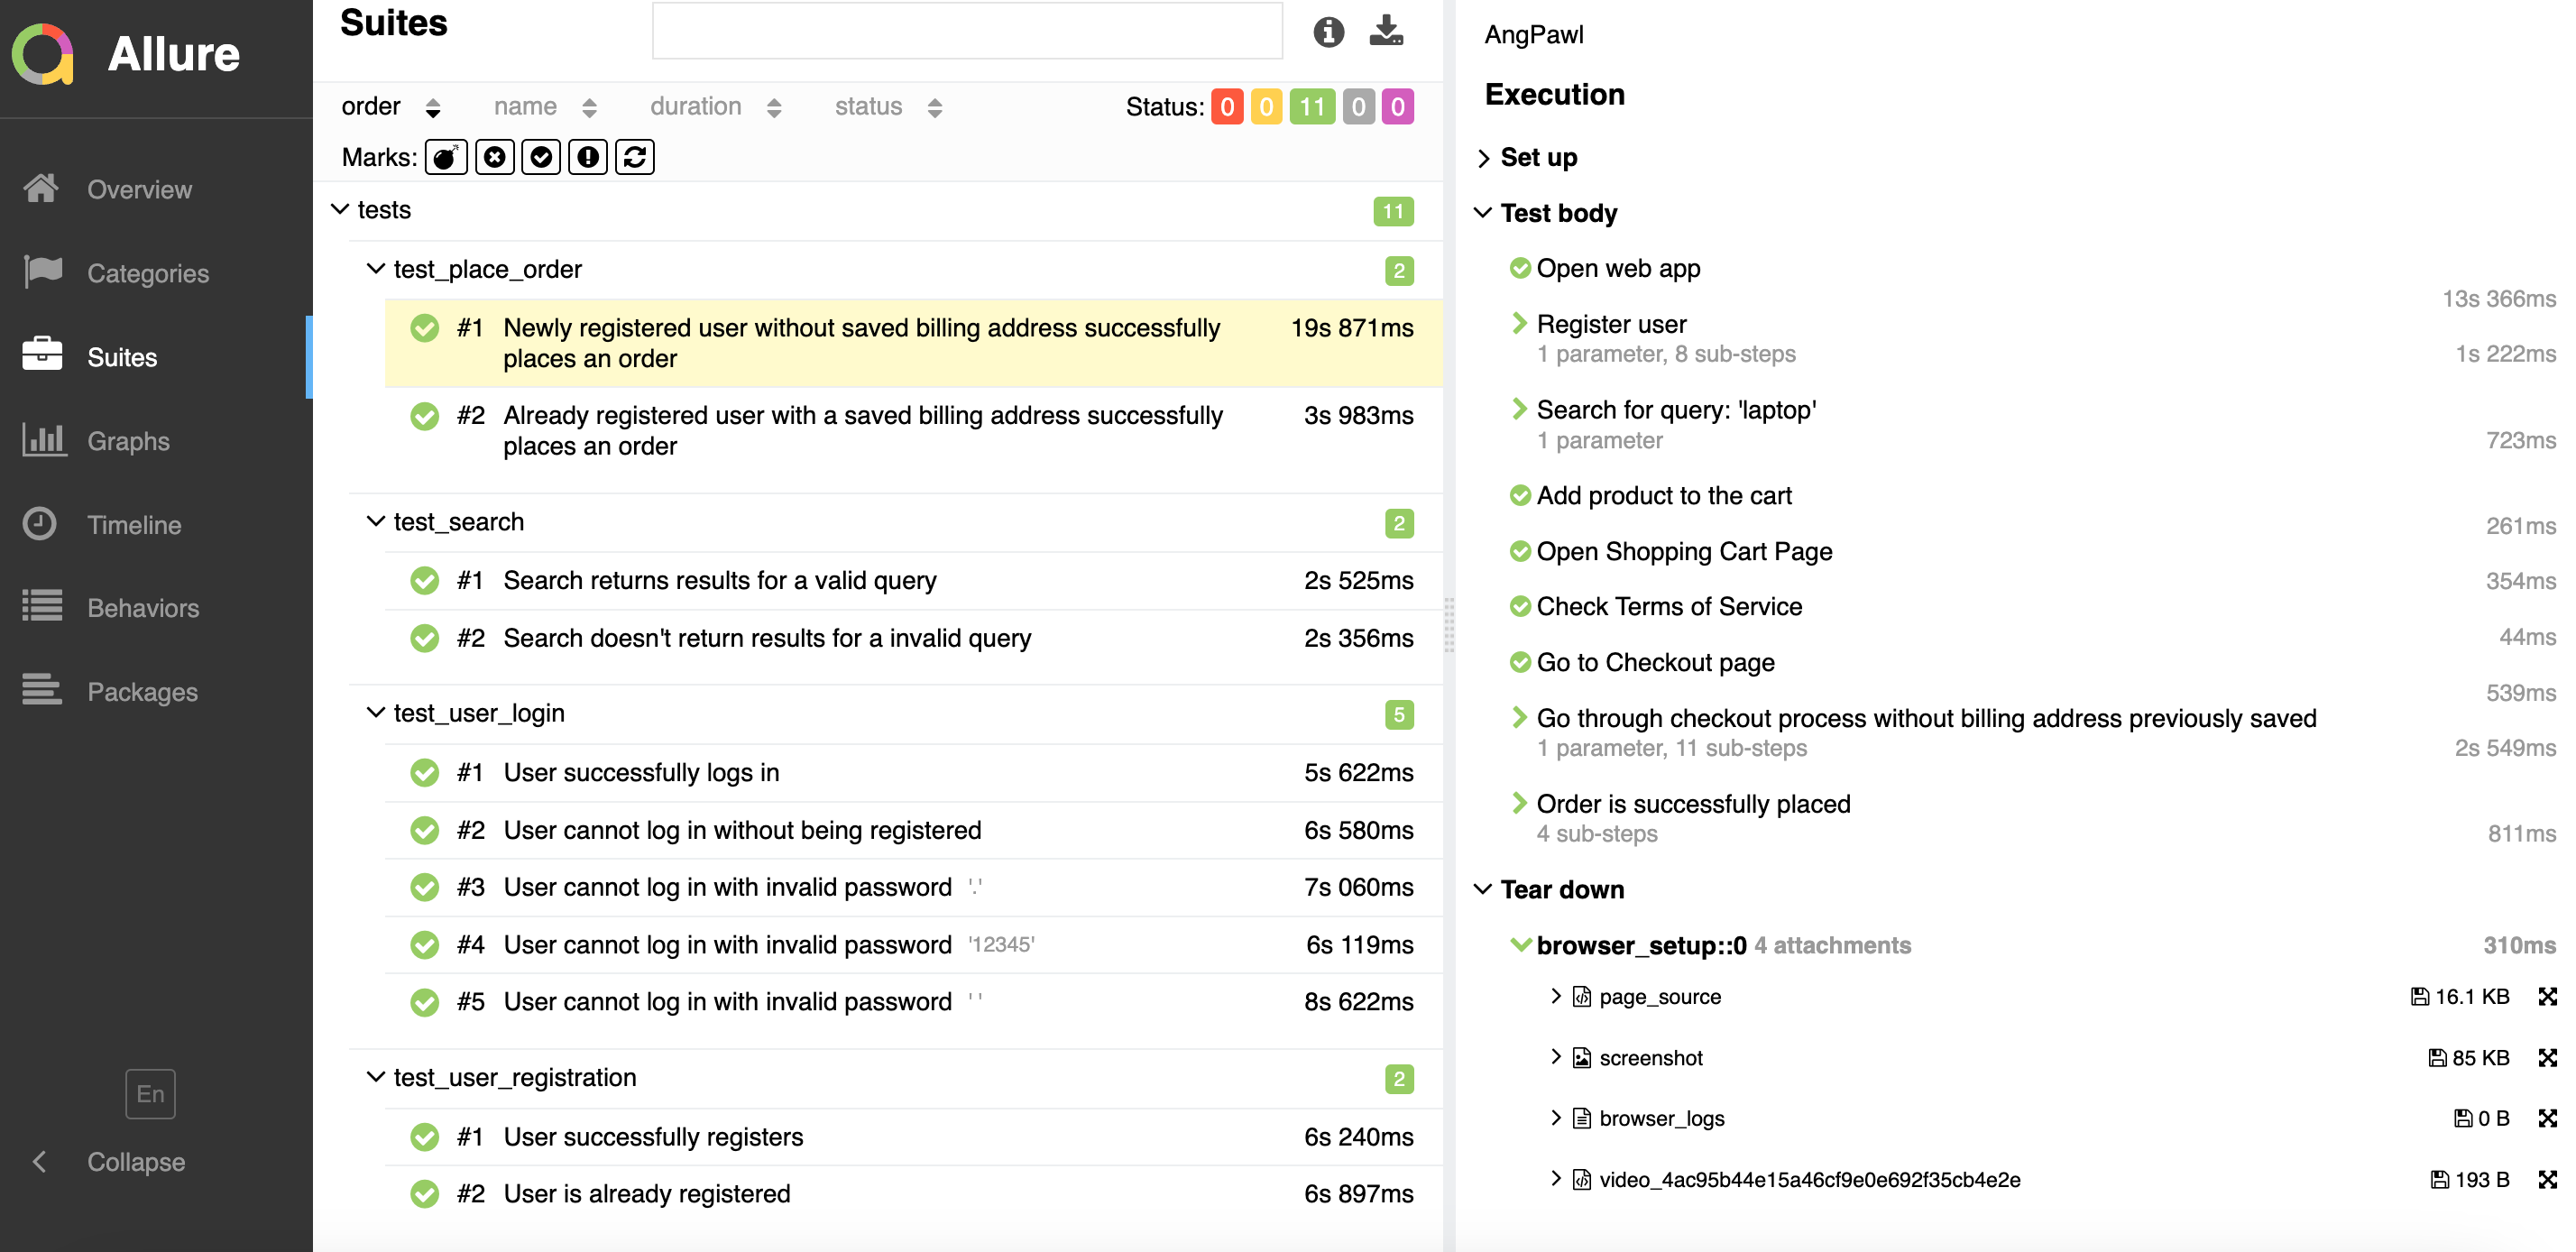 Allure
Overview
Categories
Suites
Graphs
Timeline
Behaviors
Packages
En
Collapse
Suites
order name duration status Status: 0 0 11 0 0
Marks:
tests 11
test_place_order 2
#1 Newly registered user without saved billing address successfully 19s 871ms
places an order
#2 Already registered user with a saved billing address successfully 3s 983ms
places an order
test_search 2
#1 Search returns results for a valid query 2s 525ms
#2 Search doesn't return results for a invalid query 2s 356ms
test_user_login 5
#1 User successfully logs in 5s 622ms
#2 User cannot log in without being registered 6s 580ms
#3 User cannot log in with invalid password '.' 7s 060ms
#4 User cannot log in with invalid password '12345' 6s 119ms
#5 User cannot log in with invalid password ' ' 8s 622ms
test_user_registration 2
#1 User successfully registers 6s 240ms
#2 User is already registered 6s 897ms
AngPawl
Execution
Set up
Test body
Open web app
13s 366ms
Register user
1 parameter, 8 sub-steps 1s 222ms
Search for query: 'laptop'
1 parameter 723ms
Add product to the cart
261ms
Open Shopping Cart Page
354ms
Check Terms of Service
44ms
Go to Checkout page
539ms
Go through checkout process without billing address previously saved
1 parameter, 11 sub-steps 2s 549ms
Order is successfully placed
4 sub-steps 811ms
Tear down
browser_setup::0 4 attachments 310ms
page_source 16.1 KB
screenshot 85 KB
browser_logs 0 B
video_4ac95b44e15a46cf9e0e692f35cb4e2e 193 B